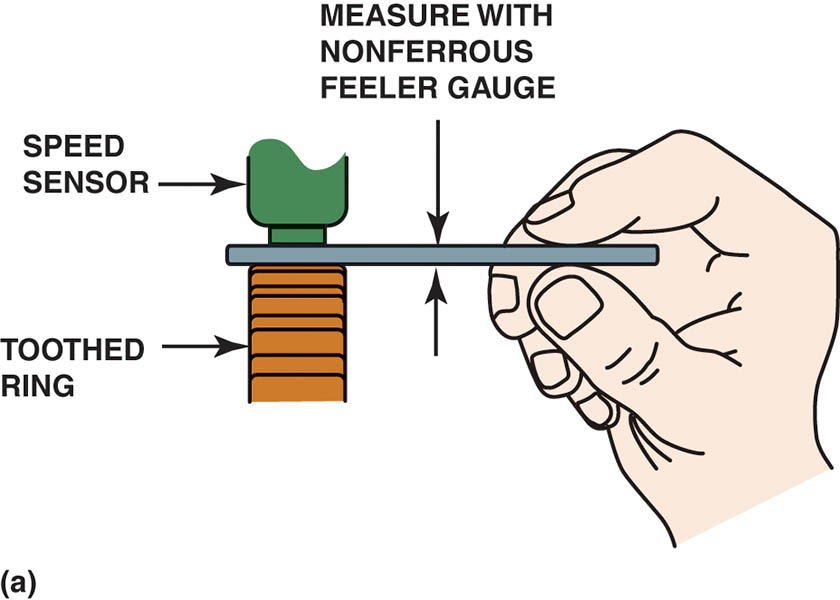 MEASURE WITH
NONFERROUS
FEELER GAUGE
SPEED
SENSOR
TOOTHED
RING
(a)